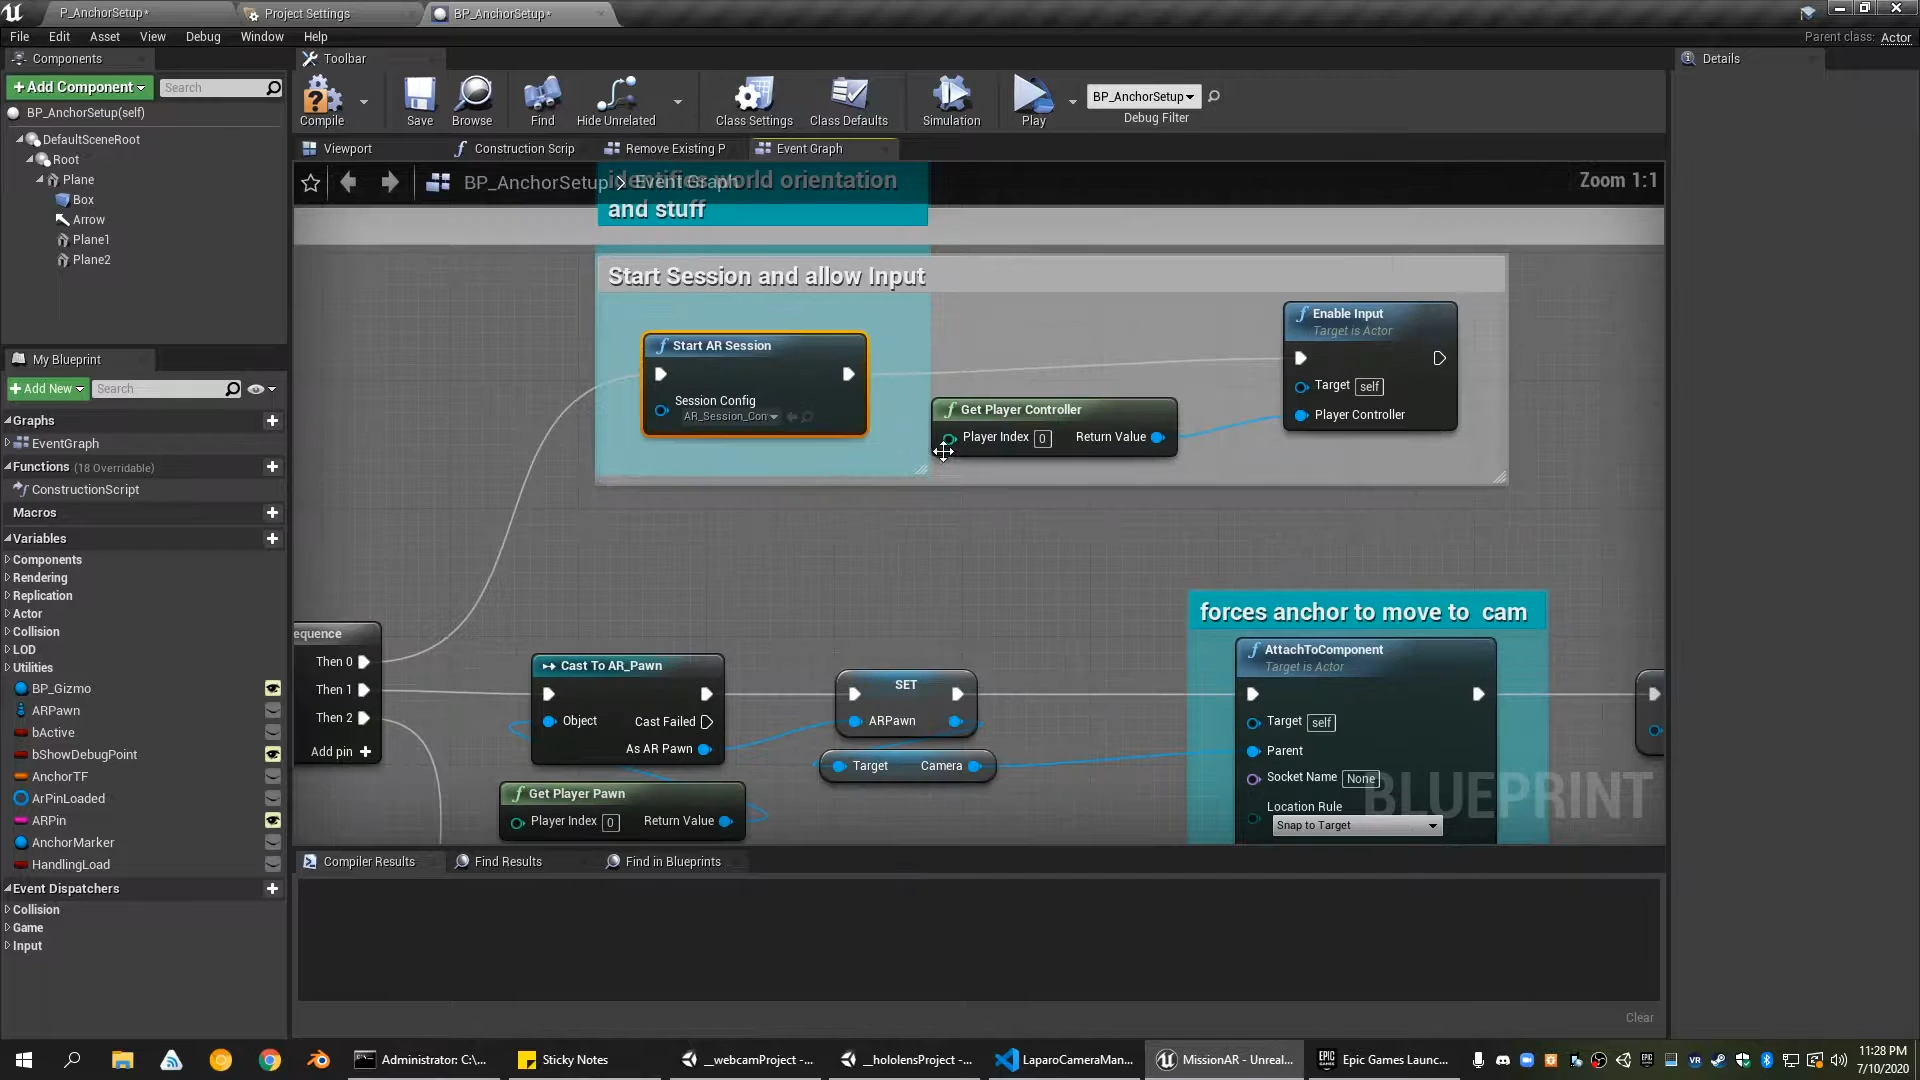 P_AnchorSetup*
Project Settings
BP_AnchorSetup*
File
Edit
Asset
View
Debug
Window
Help
Parent class: Actor
Components
Toolbar
Details
+Add Component
Search
BP_AnchorSetup(self)
DefaultSceneRoot
Root
Plane
Box
Arrow
Plane1
Plane2
Compile
Save
Browse
Find
Hide Unrelated
Class Settings
Class Defaults
Simulation
Play
BP_AnchorSetup
Debug Filter
Viewport
Construction Scrip
Remove Existing P
Event Graph
BP_AnchorSetup > Event Graph
Zoom 1:1
identifies world orientation
and stuff
Start Session and allow Input
Start AR Session
Session Config
AR_Session_Con
Get Player Controller
Player Index 0
Return Value
Enable Input
Target is Actor
Target self
Player Controller
equence
Then 0
Then 1
Then 2
Add pin +
Cast To AR_Pawn
Object
Cast Failed
As AR Pawn
SET
ARPawn
Target
Camera
Get Player Pawn
Player Index 0
Return Value
forces anchor to move to cam
AttachToComponent
Target is Actor
Target self
Parent
Socket Name None
Location Rule
Snap to Target
BLUEPRINT
My Blueprint
+Add New
Search
Graphs
EventGraph
Functions (18 Overridable)
ConstructionScript
Macros
Variables
Components
Rendering
Replication
Actor
Collision
LOD
Utilities
BP_Gizmo
ARPawn
bActive
bShowDebugPoint
AnchorTF
ArPinLoaded
ARPin
AnchorMarker
HandlingLoad
Event Dispatchers
Collision
Game
Input
Compiler Results
Find Results
Find in Blueprints
Clear
Administrator: C:\...
Sticky Notes
__webcamProject -...
__hololensProject -...
LaparoCameraMan...
MissionAR - Unreal...
Epic Games Launc...
11:28 PM
7/10/2020